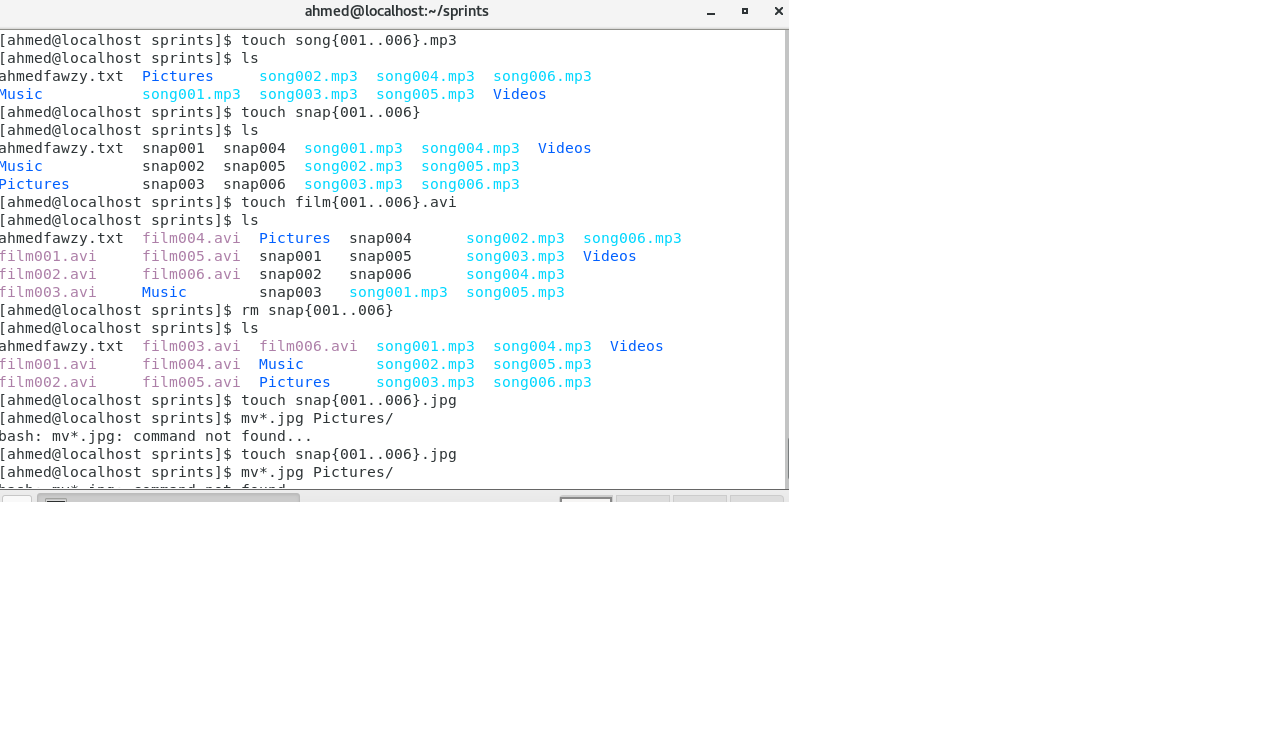 ahmed@localhost:~/sprints
[ahmed@localhost sprints]$ touch song{001..006}.mp3
[ahmed@localhost sprints]$ ls
ahmedfawzy.txt  Pictures     song002.mp3  song004.mp3  song006.mp3
Music           song001.mp3  song003.mp3  song005.mp3  Videos
[ahmed@localhost sprints]$ touch snap{001..006}
[ahmed@localhost sprints]$ ls
ahmedfawzy.txt  snap001  snap004  song001.mp3  song004.mp3  Videos
Music           snap002  snap005  song002.mp3  song005.mp3
Pictures        snap003  snap006  song003.mp3  song006.mp3
[ahmed@localhost sprints]$ touch film{001..006}.avi
[ahmed@localhost sprints]$ ls
ahmedfawzy.txt  film004.avi  Pictures  snap004      song002.mp3  song006.mp3
film001.avi     film005.avi  snap001   snap005      song003.mp3  Videos
film002.avi     film006.avi  snap002   snap006      song004.mp3
film003.avi     Music        snap003   song001.mp3  song005.mp3
[ahmed@localhost sprints]$ rm snap{001..006}
[ahmed@localhost sprints]$ ls
ahmedfawzy.txt  film003.avi  film006.avi  song001.mp3  song004.mp3  Videos
film001.avi     film004.avi  Music        song002.mp3  song005.mp3
film002.avi     film005.avi  Pictures     song003.mp3  song006.mp3
[ahmed@localhost sprints]$ touch snap{001..006}.jpg
[ahmed@localhost sprints]$ mv*.jpg Pictures/
bash: mv*.jpg: command not found...
[ahmed@localhost sprints]$ touch snap{001..006}.jpg
[ahmed@localhost sprints]$ mv*.jpg Pictures/